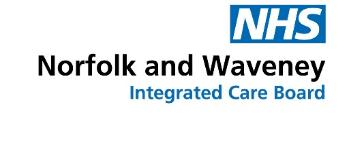 NHS
Norfolk and Waveney
Integrated Care Board